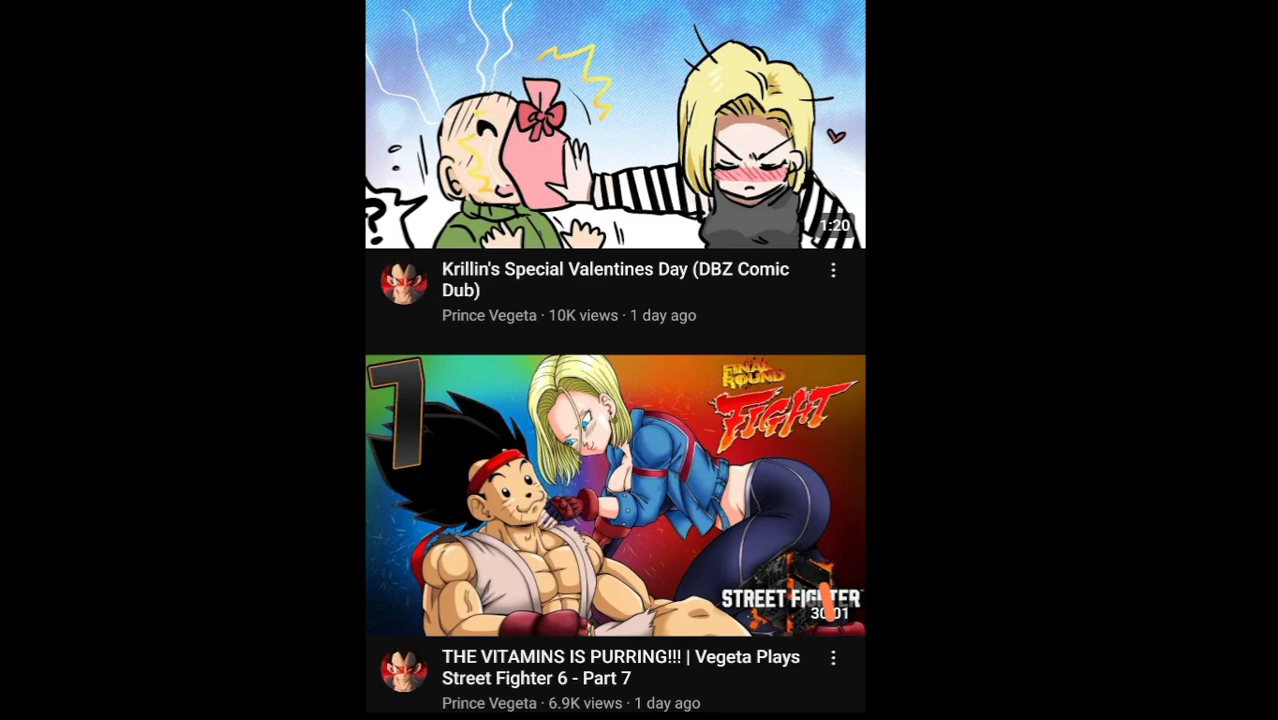 ?
1:20
Krillin's Special Valentines Day (DBZ Comic
Dub)
Prince Vegeta · 10K views · 1 day ago
7
FINAL
ROUND
FIGHT
STREET FIGHTER
30:01
THE VITAMINS IS PURRING!!! | Vegeta Plays
Street Fighter 6 - Part 7
Prince Vegeta · 6.9K views · 1 day ago